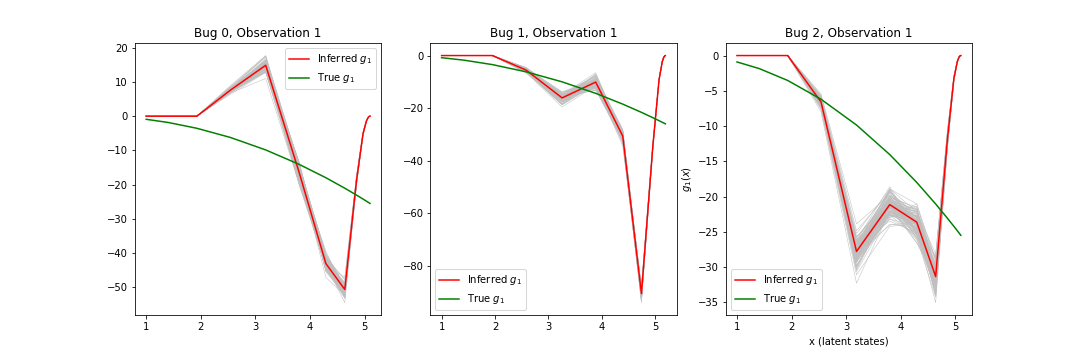 Bug 0, Observation 1
20
10
0
−10
−20
−30
−40
−50
1 2 3 4 5
Inferred g₁
True g₁
Bug 1, Observation 1
0
−20
−40
−60
−80
1 2 3 4 5
Inferred g₁
True g₁
Bug 2, Observation 1
g₁(x)
0
−5
−10
−15
−20
−25
−30
−35
1 2 3 4 5
x (latent states)
Inferred g₁
True g₁